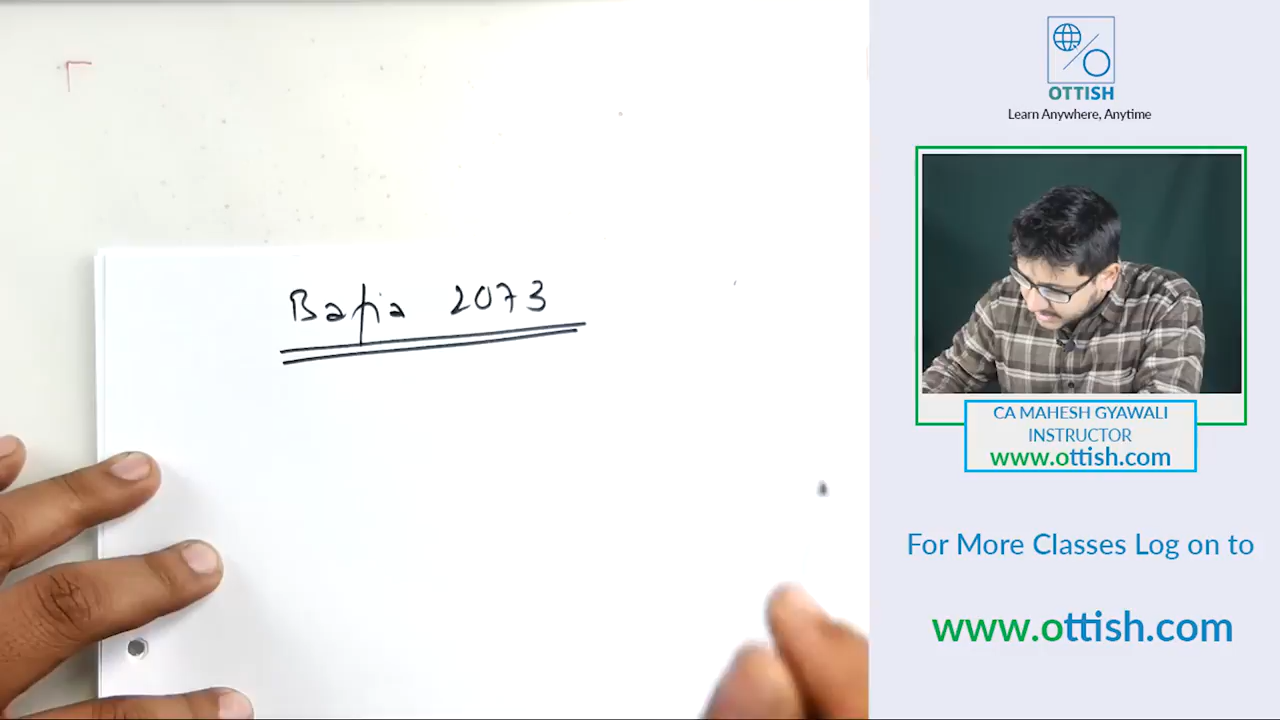 Bafia 2073
OTTISH
Learn Anywhere, Anytime
CA MAHESH GYAWALI
INSTRUCTOR
www.ottish.com
For More Classes Log on to
www.ottish.com